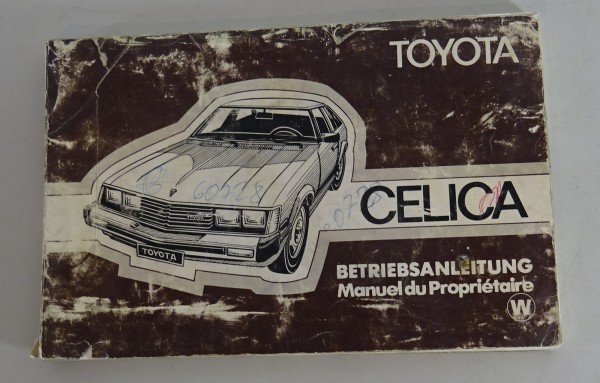 TOYOTA
CELICA
TOYOTA
BETRIEBSANLEITUNG
Manuel du Propriétaire
W